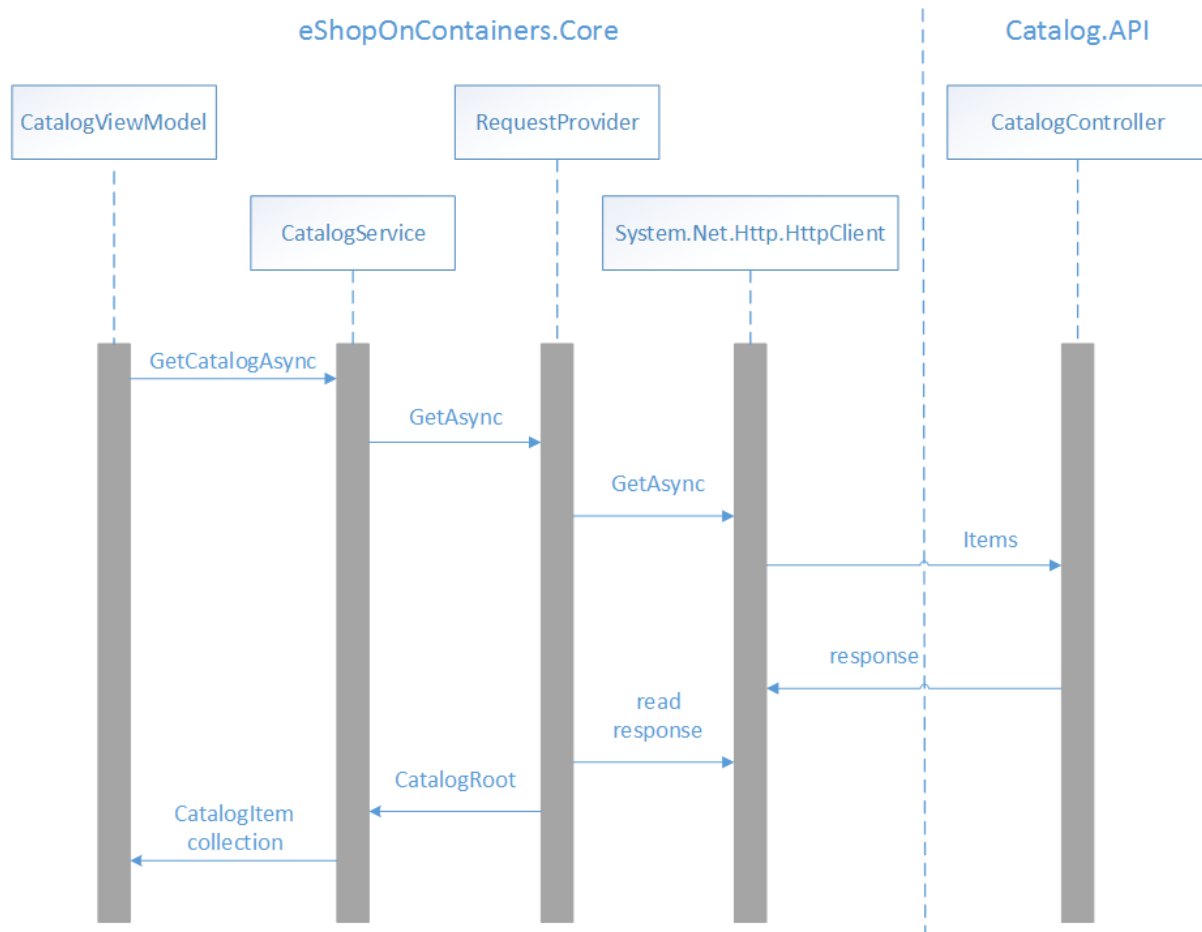 eShopOnContainers.Core
Catalog.API
CatalogViewModel
RequestProvider
CatalogController
CatalogService
System.Net.Http.HttpClient
GetCatalogAsync
GetAsync
GetAsync
Items
response
read
response
CatalogRoot
CatalogItem
collection